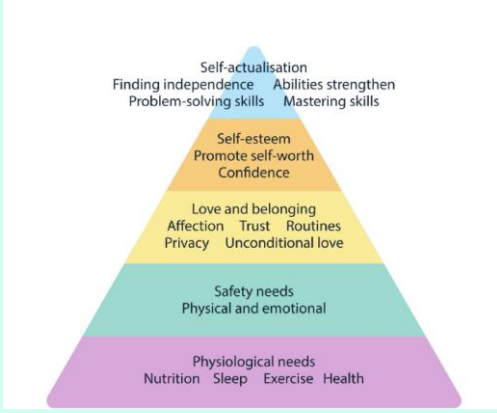 Self-actualisation
Finding independence Abilities strengthen
Problem-solving skills Mastering skills
Self-esteem
Promote self-worth
Confidence
Love and belonging
Affection Trust Routines
Privacy Unconditional love
Safety needs
Physical and emotional
Physiological needs
Nutrition Sleep Exercise Health